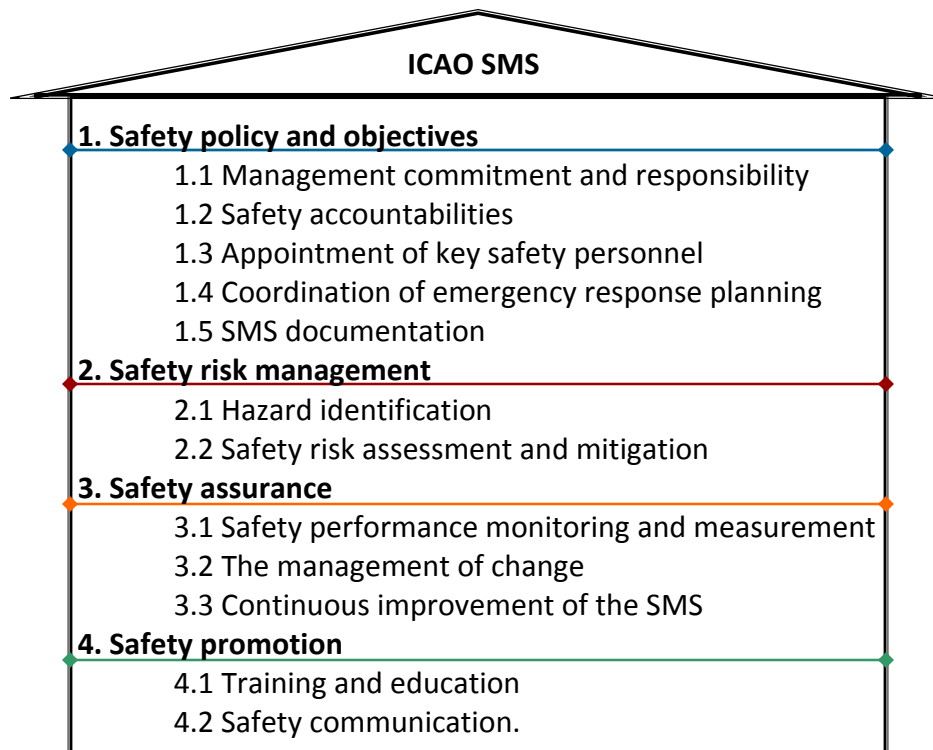 ICAO SMS
1. Safety policy and objectives
1.1 Management commitment and responsibility
1.2 Safety accountabilities
1.3 Appointment of key safety personnel
1.4 Coordination of emergency response planning
1.5 SMS documentation
2. Safety risk management
2.1 Hazard identification
2.2 Safety risk assessment and mitigation
3. Safety assurance
3.1 Safety performance monitoring and measurement
3.2 The management of change
3.3 Continuous improvement of the SMS
4. Safety promotion
4.1 Training and education
4.2 Safety communication.